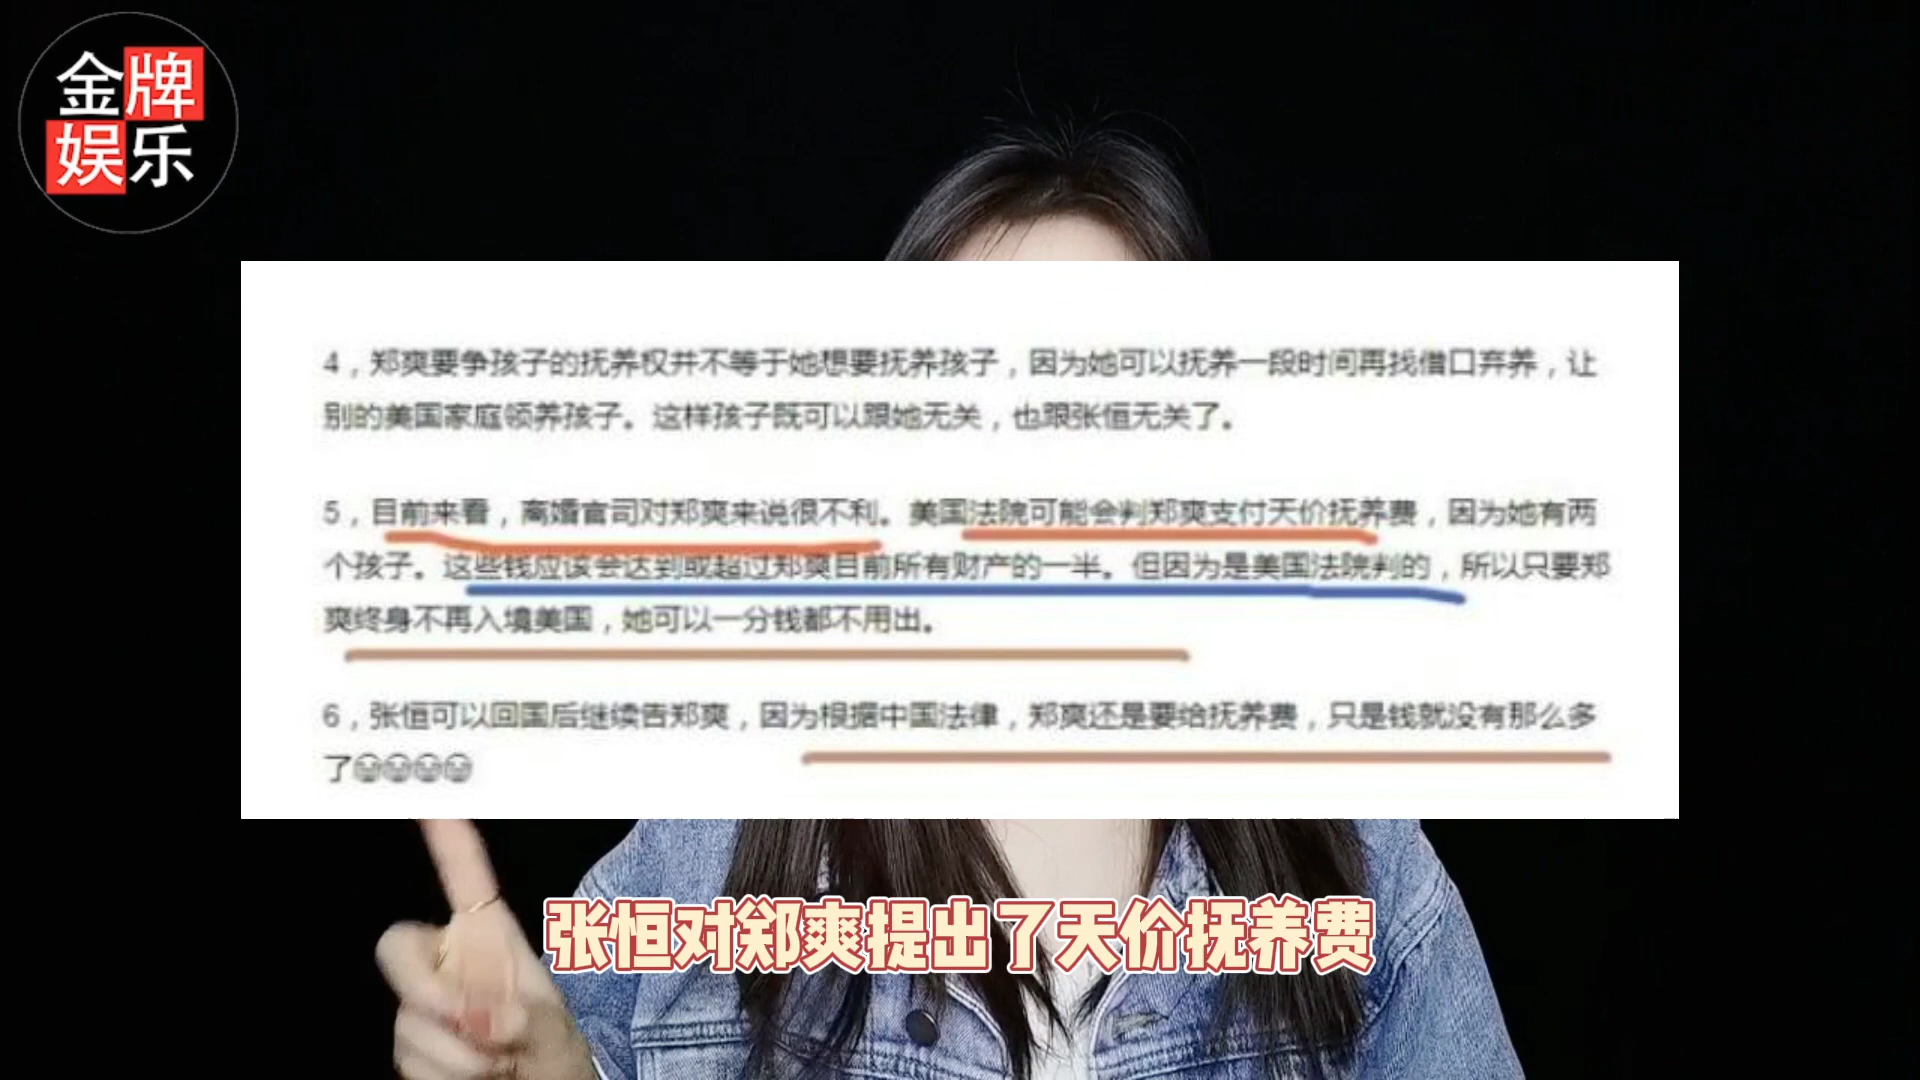 金牌
娱乐
4，郑爽要争孩子的抚养权并不等于她想要抚养孩子，因为她可以抚养一段时间再找借口弃养，让
别的美国家庭领养孩子。这样孩子既可以跟她无关，也跟张恒无关了。
5，目前来看，离婚官司对郑爽来说很不利。美国法院可能会判郑爽支付天价抚养费，因为她有两
个孩子。这些钱应该会达到或超过郑爽目前所有财产的一半。但因为是美国法院判的，所以只要郑
爽终身不再入境美国，她可以一分钱都不用出。
6，张恒可以回国后继续告郑爽，因为根据中国法律，郑爽还是要给抚养费，只是钱就没有那么多
了
张恒对郑爽提出了天价抚养费